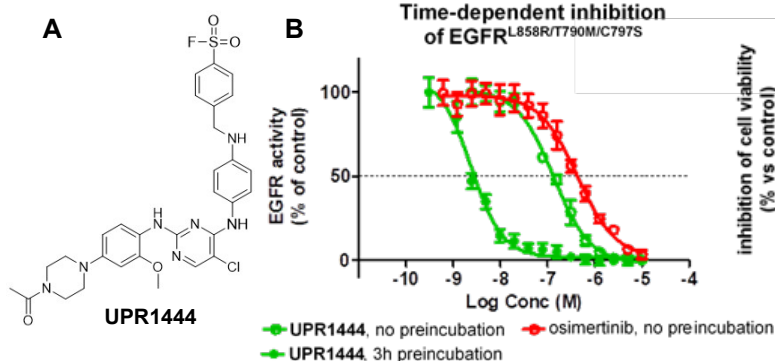 A
B
Time-dependent inhibition
of EGFRL858R/T790M/C797S
O
F-S=O
NH
NH
N
NH
N
Cl
N
O
N
O
UPR1444
EGFR activity
(% of control)
100
50
0
-10 -9 -8 -7 -6 -5 -4
Log Conc (M)
inhibition of cell viability
(% vs control)
UPR1444, no preincubation
osimertinib, no preincubation
UPR1444, 3h preincubation